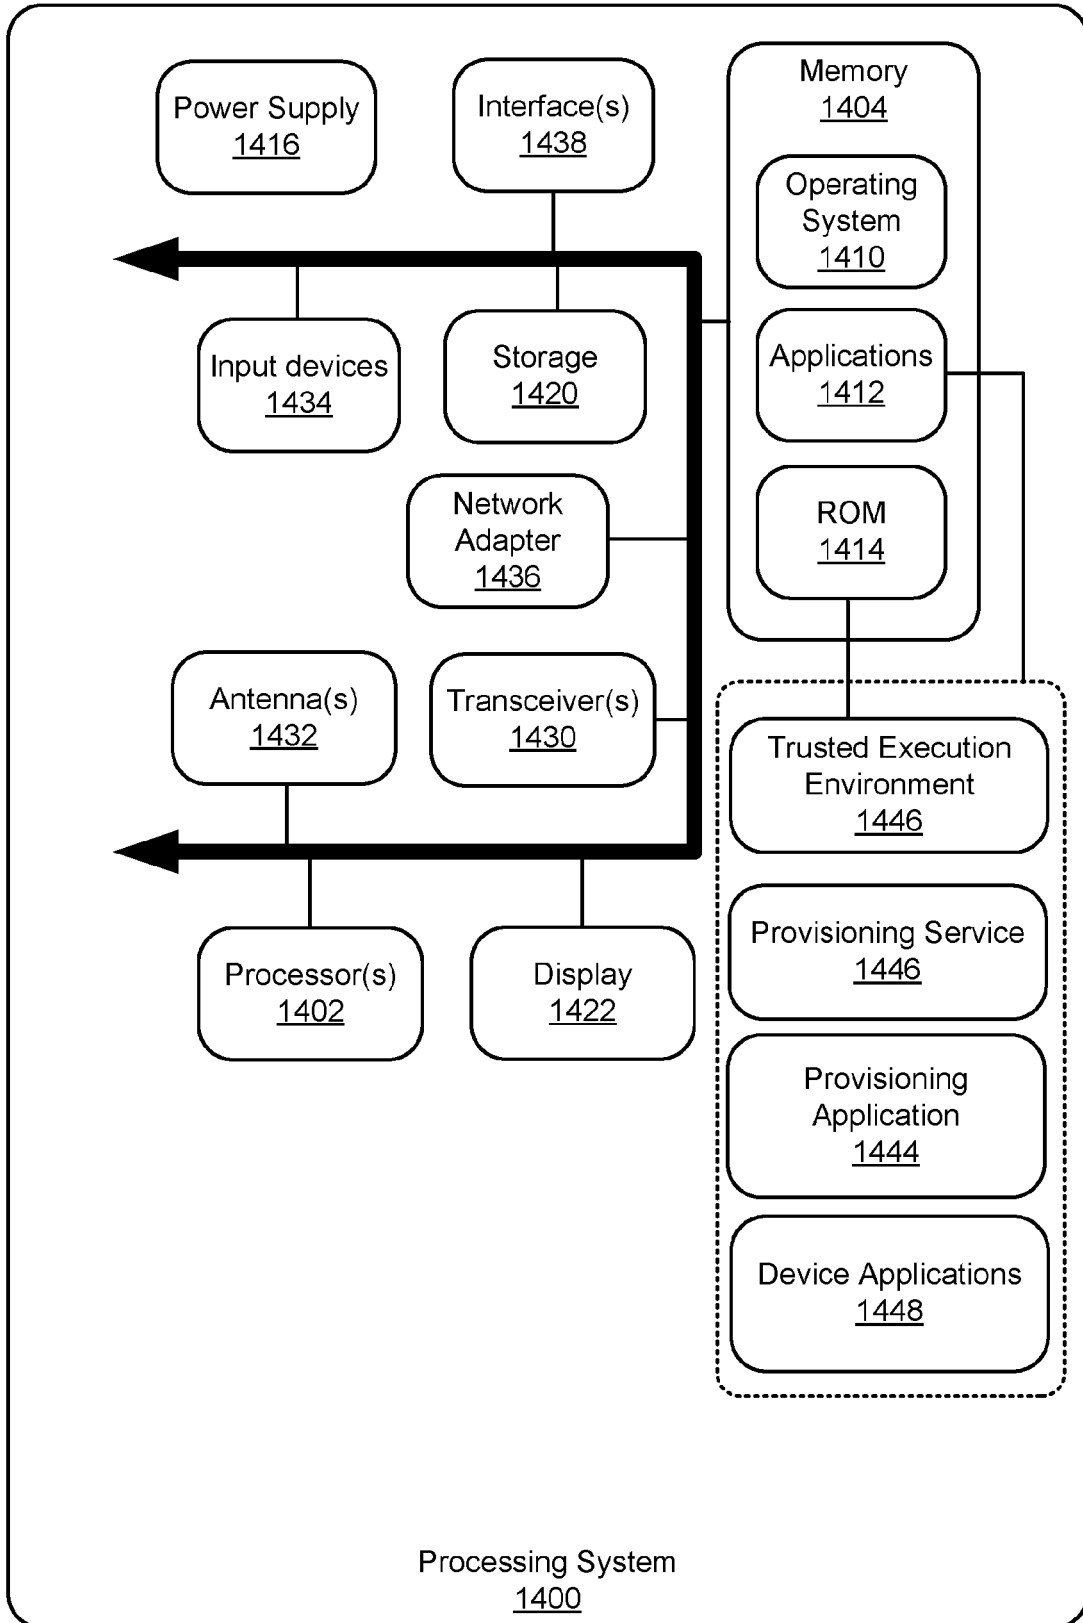 Power Supply
1416
Interface(s)
1438
Memory
1404
Operating
System
1410
Input devices
1434
Storage
1420
Applications
1412
Network
Adapter
1436
ROM
1414
Antenna(s)
1432
Transceiver(s)
1430
Trusted Execution
Environment
1446
Processor(s)
1402
Display
1422
Provisioning Service
1446
Provisioning
Application
1444
Device Applications
1448
Processing System
1400